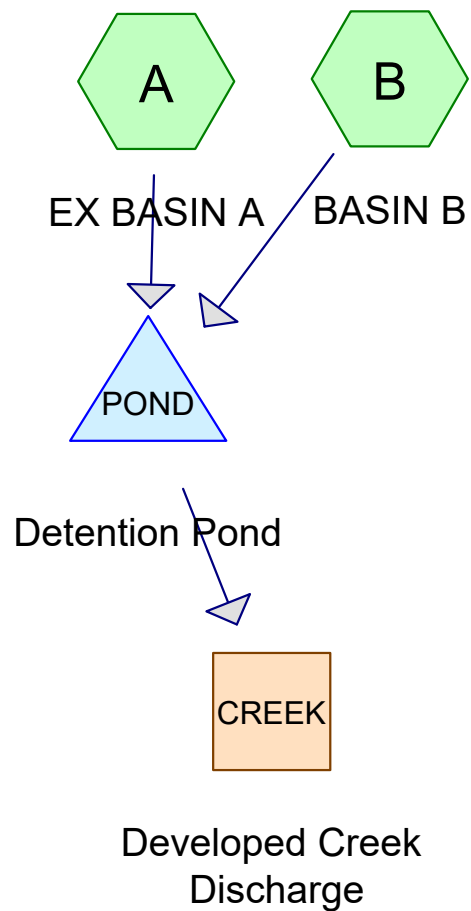 A
B
EX BASIN A
BASIN B
POND
Detention Pond
CREEK
Developed Creek
Discharge